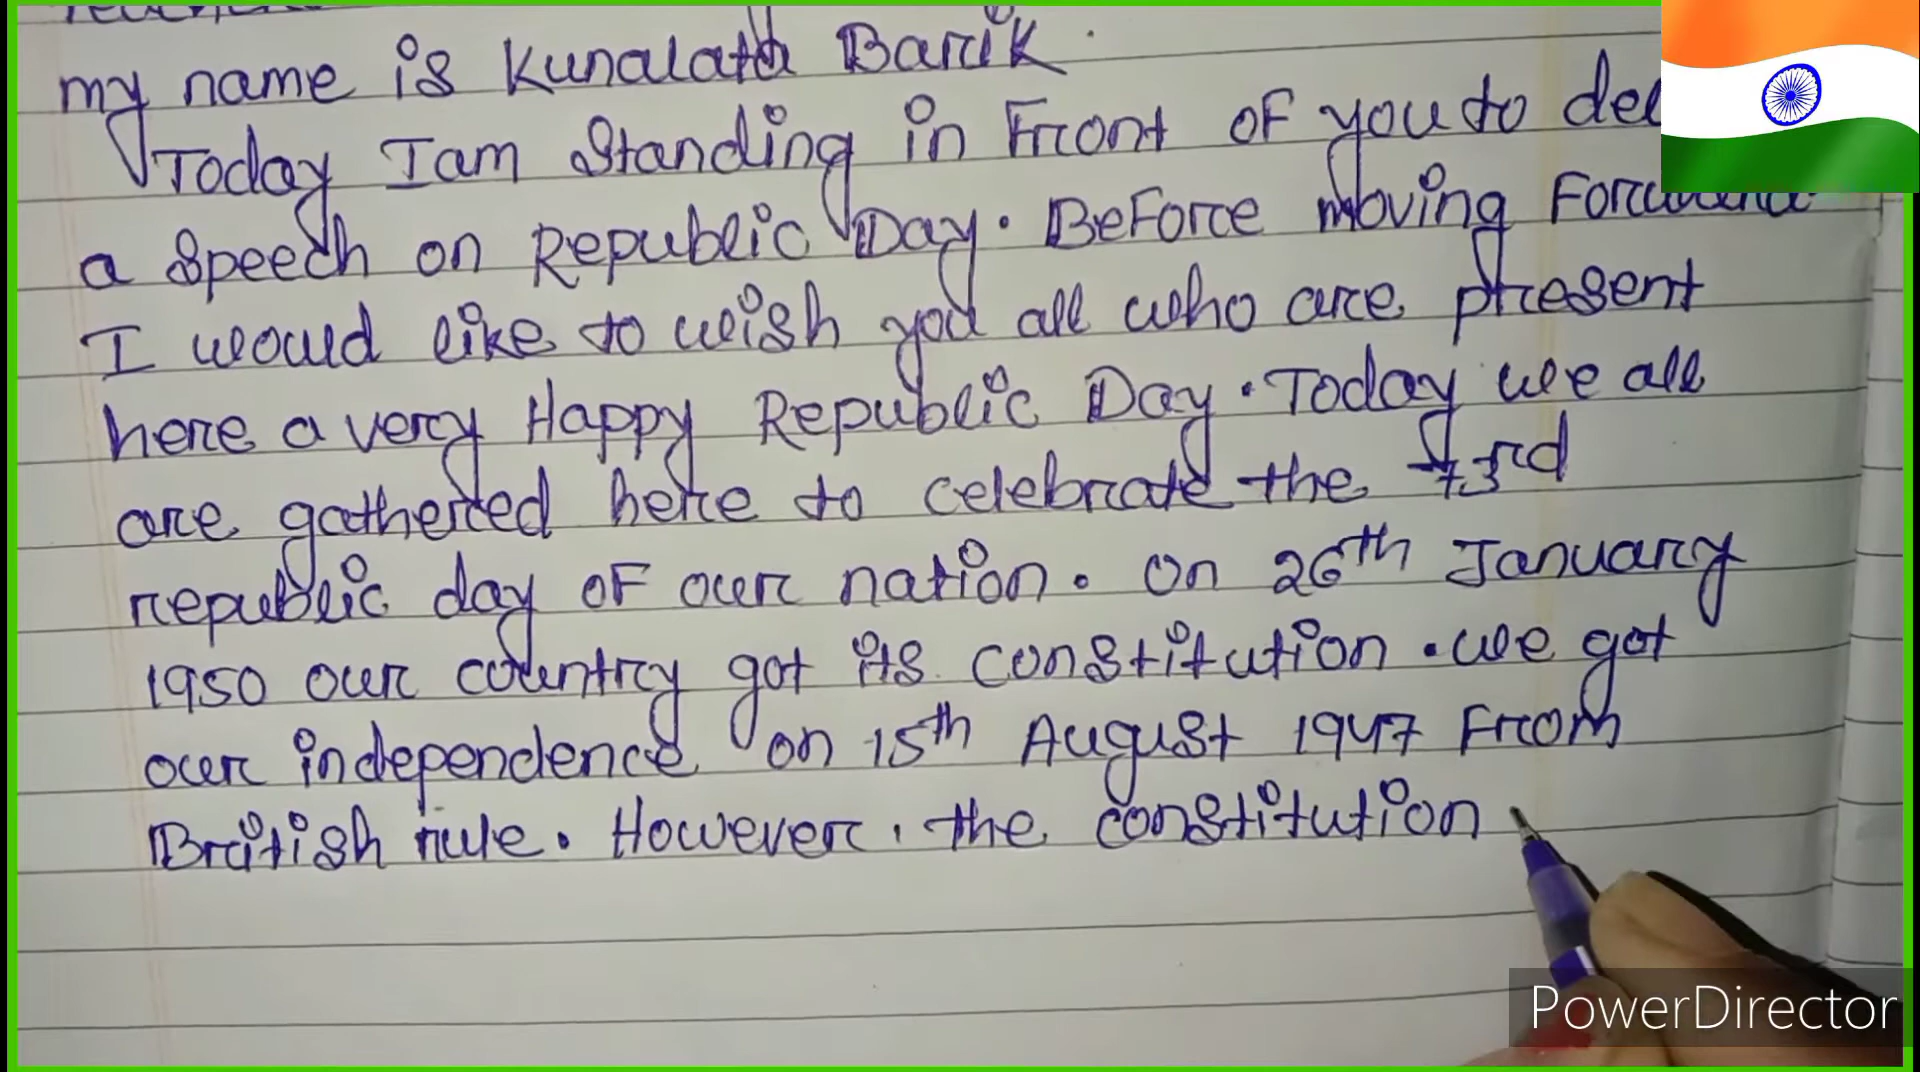 my name is Kunalata Barik.
Today I am Standing in Front of you to
a Speech on Republic Day. Before moving Forward
I would like to wish you all who are present
here a very Happy Republic Day. Today we all
are gathered here to celebrate the 73rd
republic day of our nation. On 26th January
1950 our country got its constitution. we got
our independence on 15th August 1947 From
British rule. However, the constitution
PowerDirector